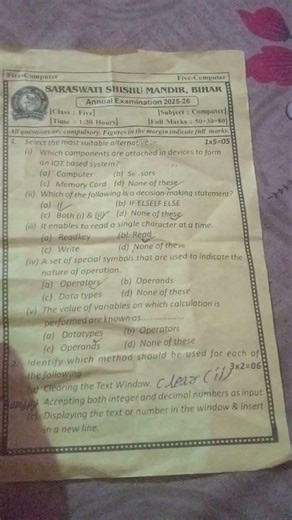 Five-Computer Five-Computer
SARASWATI SHISHU MANDIR, BIHAR
Annual Examination 2025-26
[Class : Five] [Subject : Computer]
[Time : 1:20 Hours] [Full Marks : 50+30=80]
All questions are compulsory. Figures in the margin indicate full marks.
1. Select the most suitable alternative :- 1x5=05
(i) Which components are attached in devices to form
an IOT based system?
(a) Computer (b) Sensors
(c) Memory Card (d) None of these
(ii) Which of the following is a decision making statement?
(a) If (b) IF ELSEIF ELSE
(c) Both (i) & (ii) (d) None of these
(iii) It enables to read a single character at a time.
(a) Readkey (b) Read
(c) Write (d) None of these
(iv) A set of special symbols that are used to indicate the
nature of operation.
(a) Operators (b) Operands
(c) Data types (d) None of these
(v) The value of variables on which calculation is
performed are known as................
(a) Datatypes (b) Operators
(c) Operands (d) None of these
2. Identify which method should be used for each of
the following 3x2=06
Clearing the Text Window. Clear ()
Accepting both integer and decimal numbers as input
(c) Displaying the text or number in the window & insert
in a new line.